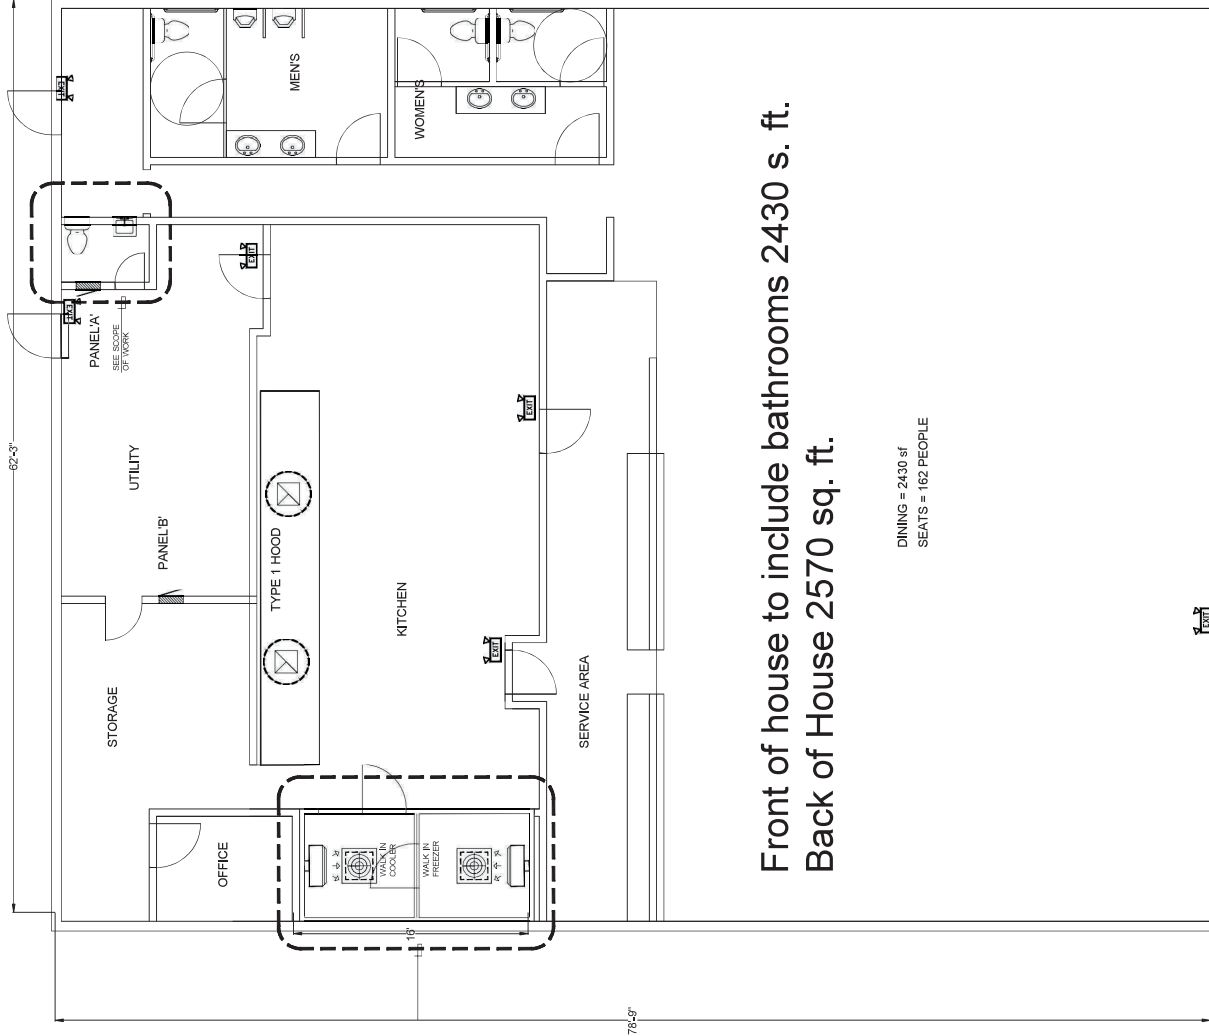 62'-3"
EXIT
EXIT
PANEL'A'
STORAGE
SEE SCOPE
OF WORK
UTILITY
PANEL'B'
OFFICE
EXIT
TYPE 1 HOOD
MEN'S
WALK IN
COOLER
KITCHEN
16'
WOMEN'S
WALK IN
FREEZER
EXIT
EXIT
SERVICE AREA
78'-9"
Front of house to include bathrooms 2430 s. ft.
Back of House 2570 sq. ft.
DINING = 2430 sf
SEATS = 162 PEOPLE
EXIT